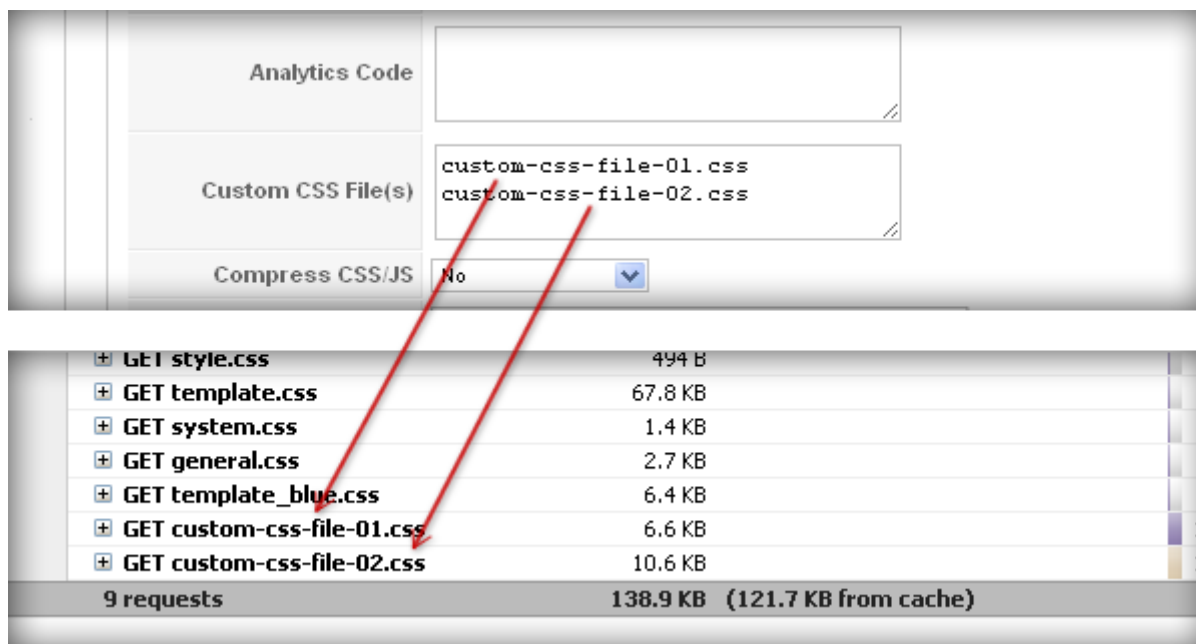 Analytics Code
custom-css-file-01.css
Custom CSS File(s)
custom-css-file-02.css
Compress CSS/JS No
GET style.css 494 B
GET template.css 67.8 KB
GET system.css 1.4 KB
GET general.css 2.7 KB
GET template_blue.css 6.4 KB
GET custom-css-file-01.css 6.6 KB
GET custom-css-file-02.css 10.6 KB
9 requests 138.9 KB (121.7 KB from cache)